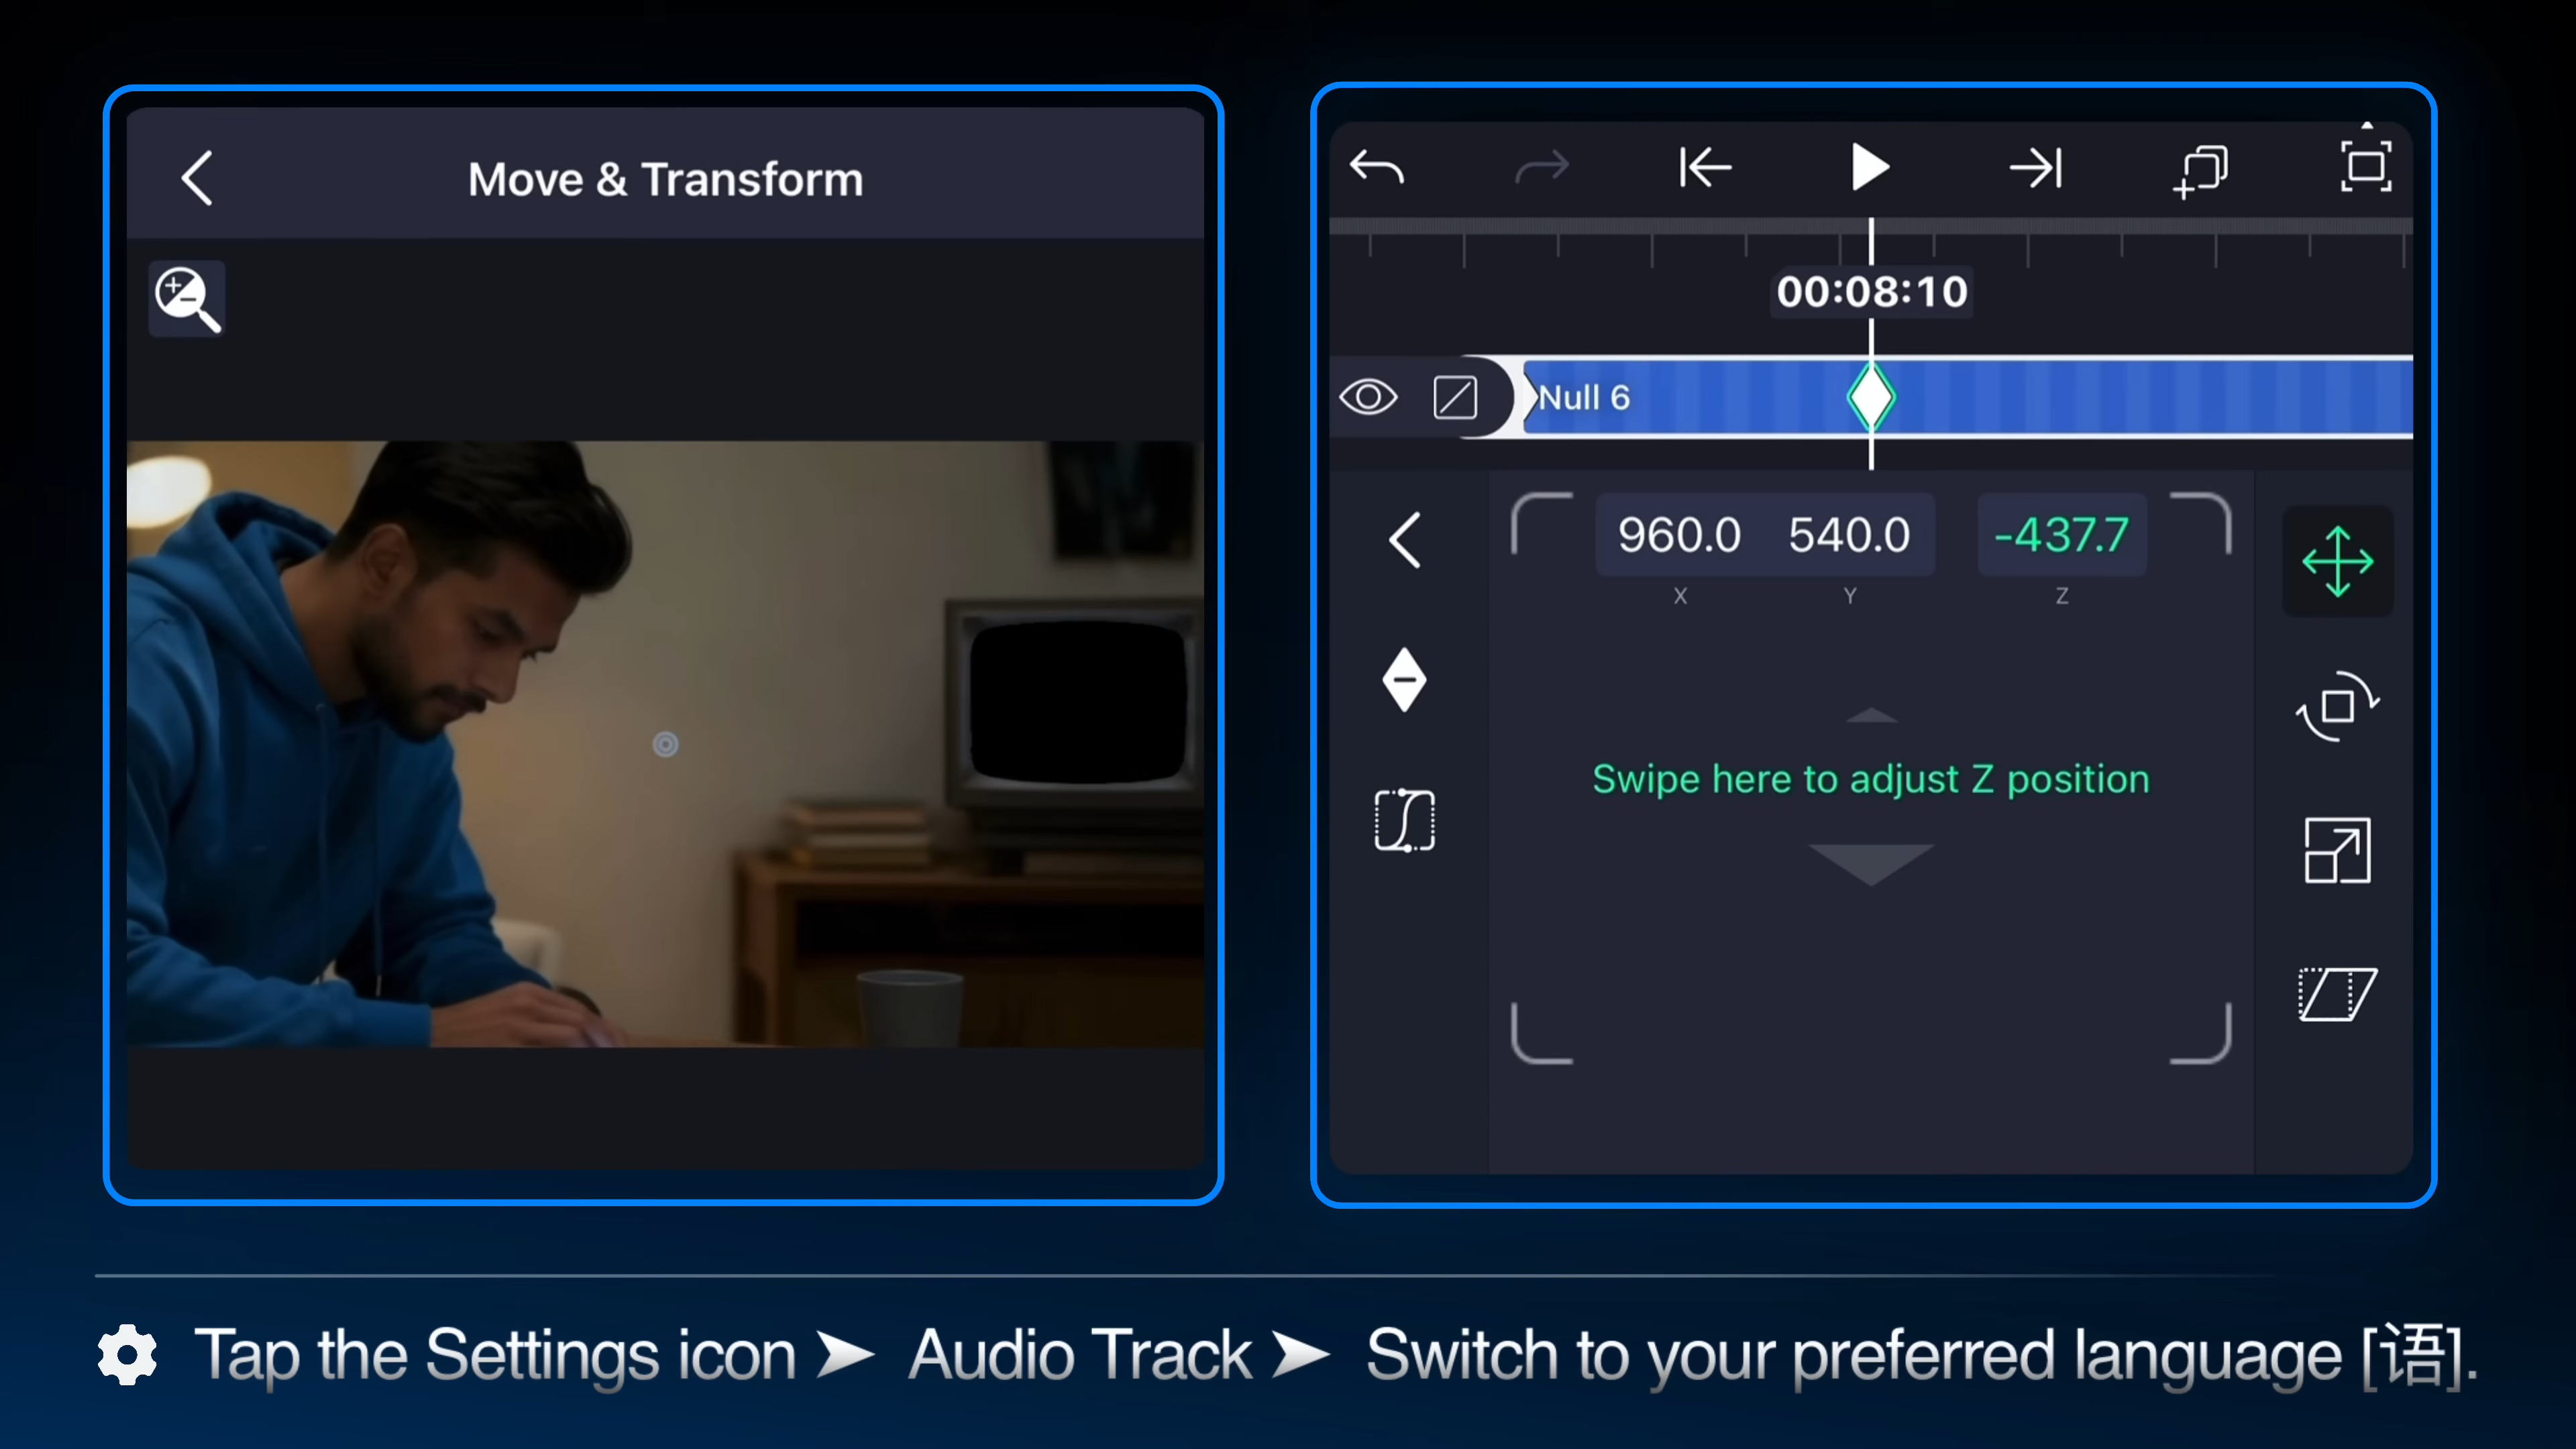 Move & Transform
00:08:10
Null 6
960.0 540.0 -437.7
X Y Z
Swipe here to adjust Z position
Tap the Settings icon ➤ Audio Track ➤ Switch to your preferred language [语].